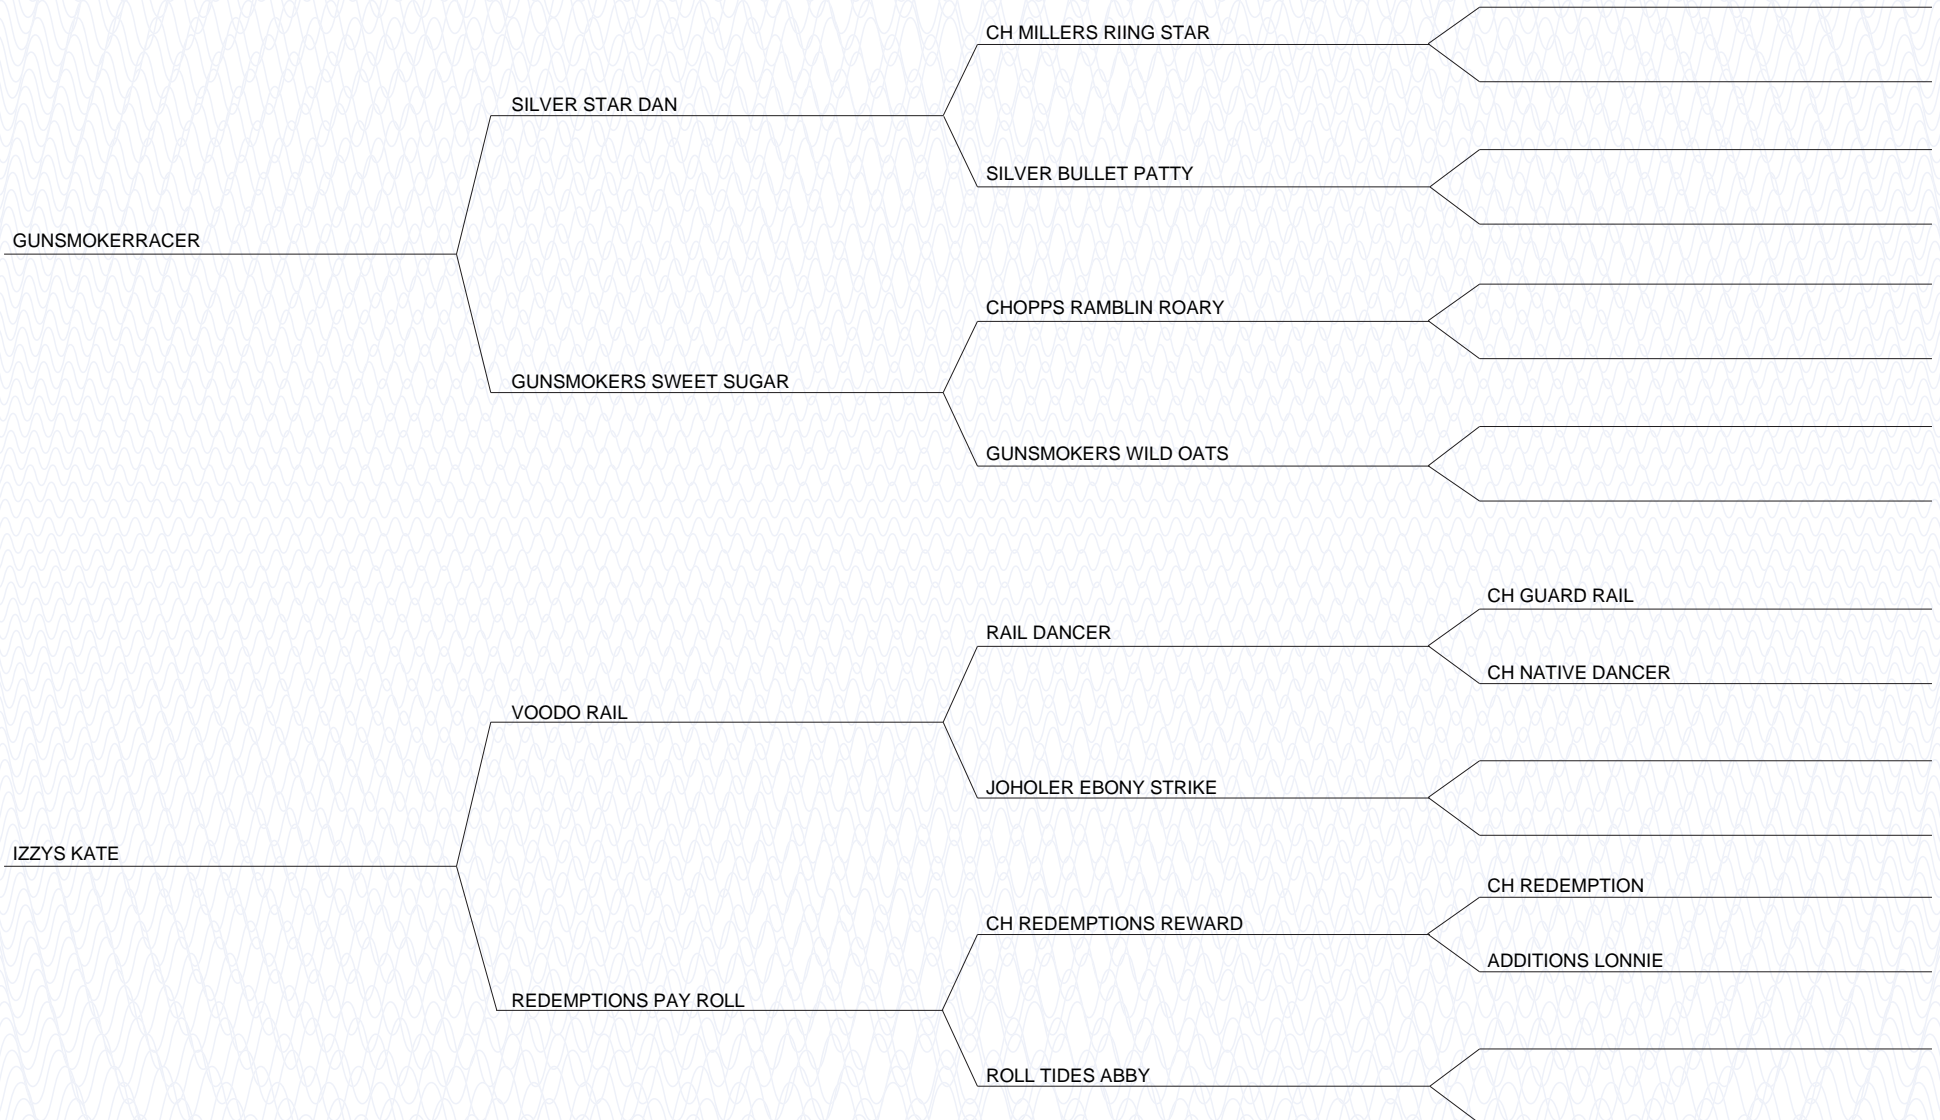 CH MILLERS RIING STAR
SILVER STAR DAN
SILVER BULLET PATTY
GUNSMOKERRACER
CHOPPS RAMBLIN ROARY
GUNSMOKERS SWEET SUGAR
GUNSMOKERS WILD OATS
CH GUARD RAIL
RAIL DANCER
CH NATIVE DANCER
VOODO RAIL
JOHOLER EBONY STRIKE
IZZYS KATE
CH REDEMPTION
CH REDEMPTIONS REWARD
ADDITIONS LONNIE
REDEMPTIONS PAY ROLL
ROLL TIDES ABBY